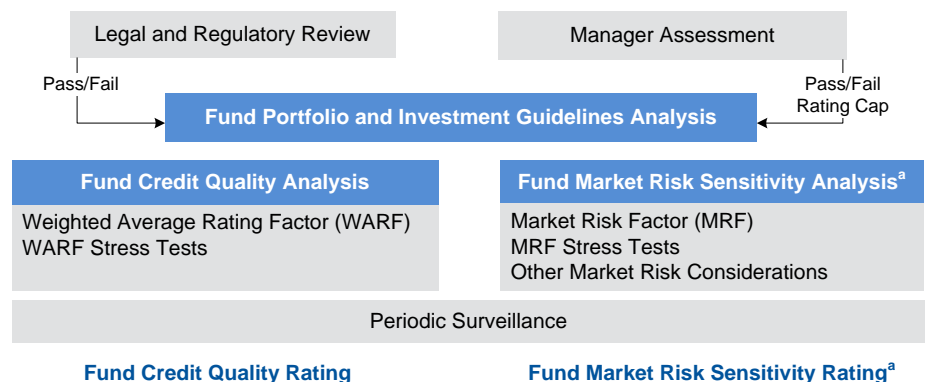 Legal and Regulatory Review
Manager Assessment
Pass/Fail
Pass/Fail
Rating Cap
Fund Portfolio and Investment Guidelines Analysis
Fund Credit Quality Analysis
Weighted Average Rating Factor (WARF)
WARF Stress Tests
Fund Market Risk Sensitivity Analysisᵃ
Market Risk Factor (MRF)
MRF Stress Tests
Other Market Risk Considerations
Periodic Surveillance
Fund Credit Quality Rating
Fund Market Risk Sensitivity Ratingᵃ